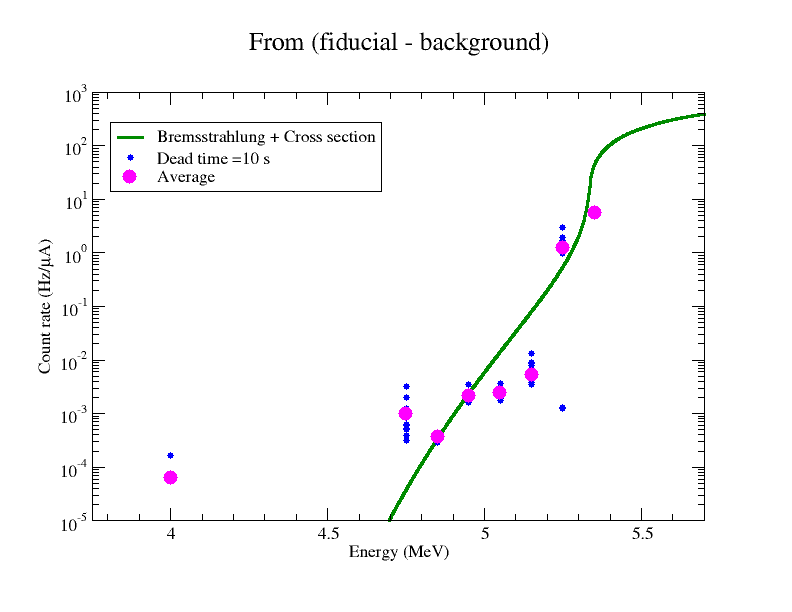 From (fiducial - background)
10^3
10^2
10^1
10^0
10^-1
10^-2
10^-3
10^-4
10^-5
Count rate (Hz/μA)
Bremsstrahlung + Cross section
Dead time =10 s
Average
4 4.5 5 5.5
Energy (MeV)